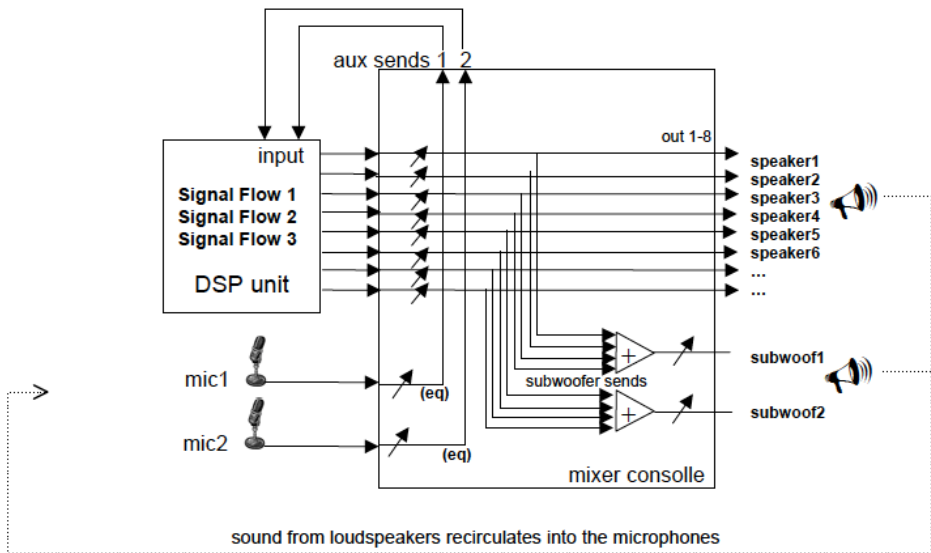 aux sends 1 2
input
out 1-8
Signal Flow 1
Signal Flow 2
Signal Flow 3
DSP unit
speaker1
speaker2
speaker3
speaker4
speaker5
speaker6
...
...
+
subwoof1
subwoofer sends
mic1
(eq)
+
subwoof2
mic2
(eq)
mixer consolle
sound from loudspeakers recirculates into the microphones